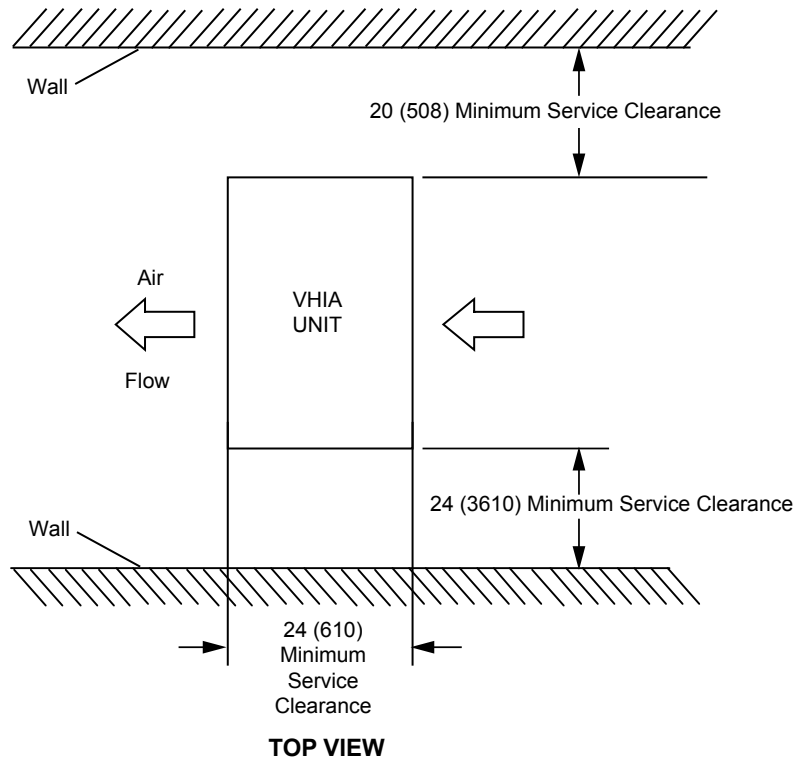 Wall
20 (508) Minimum Service Clearance
Air
Flow
VHIA
UNIT
24 (3610) Minimum Service Clearance
Wall
24 (610)
Minimum
Service
Clearance
TOP VIEW